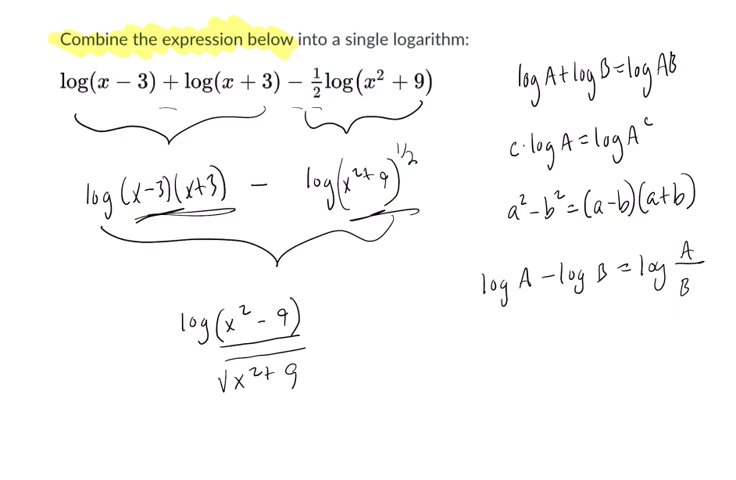 Combine the expression below into a single logarithm:
log(x − 3) + log(x + 3) − ½log(x² + 9)
log (x-3)(x+3) − log(x²+9)^1/2
log(x² - 9)
√x²+ 9
log A + log B = log AB
c·log A = log A^c
a²-b² = (a-b)(a+b)
log A − log B = log A/B